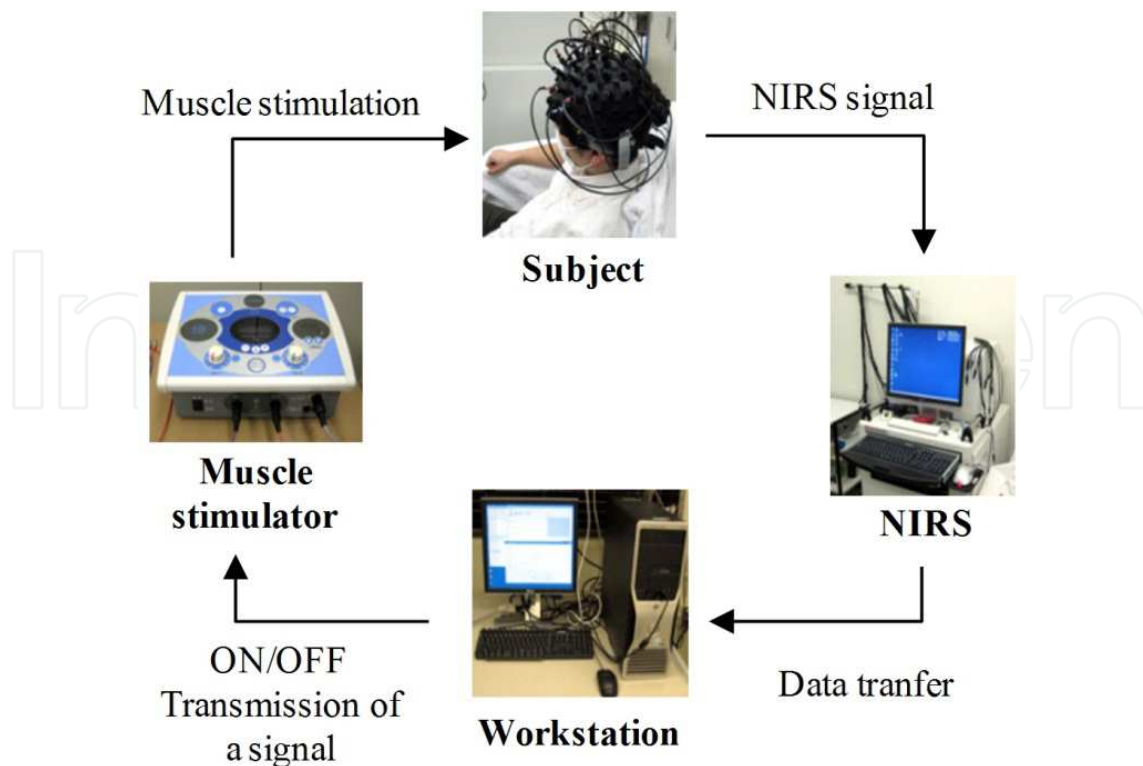 Muscle stimulation
NIRS signal
Subject
Muscle
stimulator
NIRS
ON/OFF
Transmission of
a signal
Workstation
Data tranfer